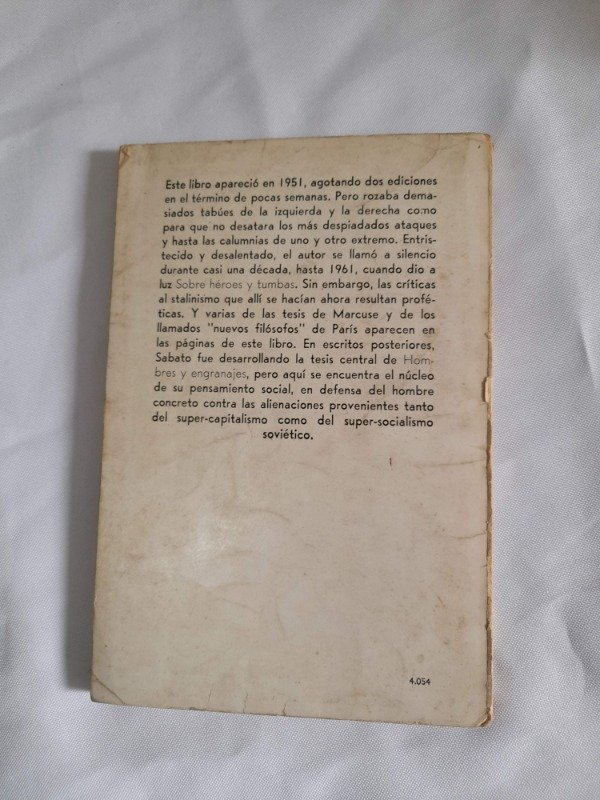 Este libro apareció en 1951, agotando dos ediciones
en el término de pocas semanas. Pero rozaba dema-
siados tabúes de la izquierda y la derecha como
para que no desatara los más despiadados ataques
y hasta las calumnias de uno y otro extremo. Entris-
tecido y desalentado, el autor se llamó a silencio
durante casi una década, hasta 1961, cuando dio a
luz Sobre héroes y tumbas. Sin embargo, las críticas
al stalinismo que allí se hacían ahora resultan profé-
ticas. Y varias de las tesis de Marcuse y de los
llamados "nuevos filósofos" de París aparecen en
las páginas de este libro. En escritos posteriores,
Sabato fue desarrollando la tesis central de Hom-
bres y engranajes, pero aquí se encuentra el núcleo
de su pensamiento social, en defensa del hombre
concreto contra las alienaciones provenientes tanto
del super-capitalismo como del super-socialismo
soviético.
4.054